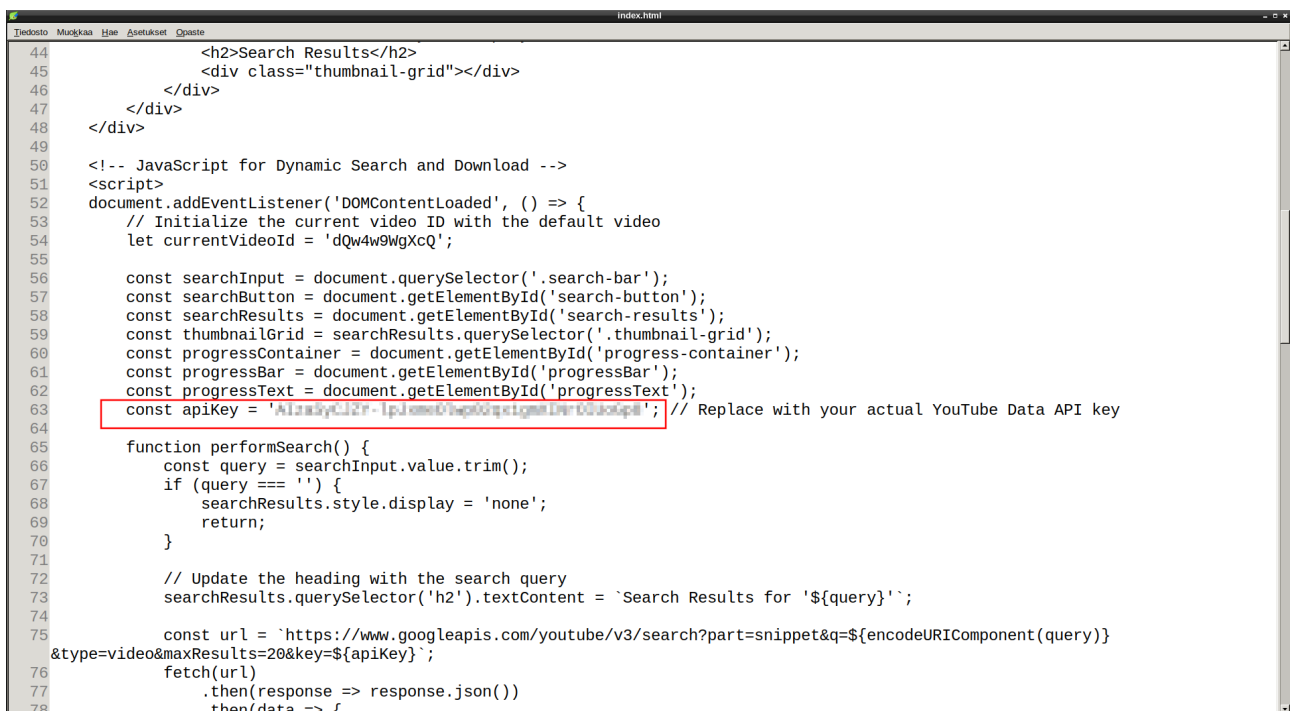 index.html
Tiedosto Muokkaa Hae Asetukset Opaste
44 <h2>Search Results</h2>
45 <div class="thumbnail-grid"></div>
46 </div>
47 </div>
48 </div>
49
50 <!-- JavaScript for Dynamic Search and Download -->
51 <script>
52 document.addEventListener('DOMContentLoaded', () => {
53 // Initialize the current video ID with the default video
54 let currentVideoId = 'dQw4w9WgXcQ';
55
56 const searchInput = document.querySelector('.search-bar');
57 const searchButton = document.getElementById('search-button');
58 const searchResults = document.getElementById('search-results');
59 const thumbnailGrid = searchResults.querySelector('.thumbnail-grid');
60 const progressContainer = document.getElementById('progress-container');
61 const progressBar = document.getElementById('progressBar');
62 const progressText = document.getElementById('progressText');
63 const apiKey = ' '; // Replace with your actual YouTube Data API key
64
65 function performSearch() {
66 const query = searchInput.value.trim();
67 if (query === '') {
68 searchResults.style.display = 'none';
69 return;
70 }
71
72 // Update the heading with the search query
73 searchResults.querySelector('h2').textContent = `Search Results for '${query}'`;
74
75 const url = `https://www.googleapis.com/youtube/v3/search?part=snippet&q=${encodeURIComponent(query)}
&type=video&maxResults=20&key=${apiKey}`;
76 fetch(url)
77 .then(response => response.json())
78 .then(data => {